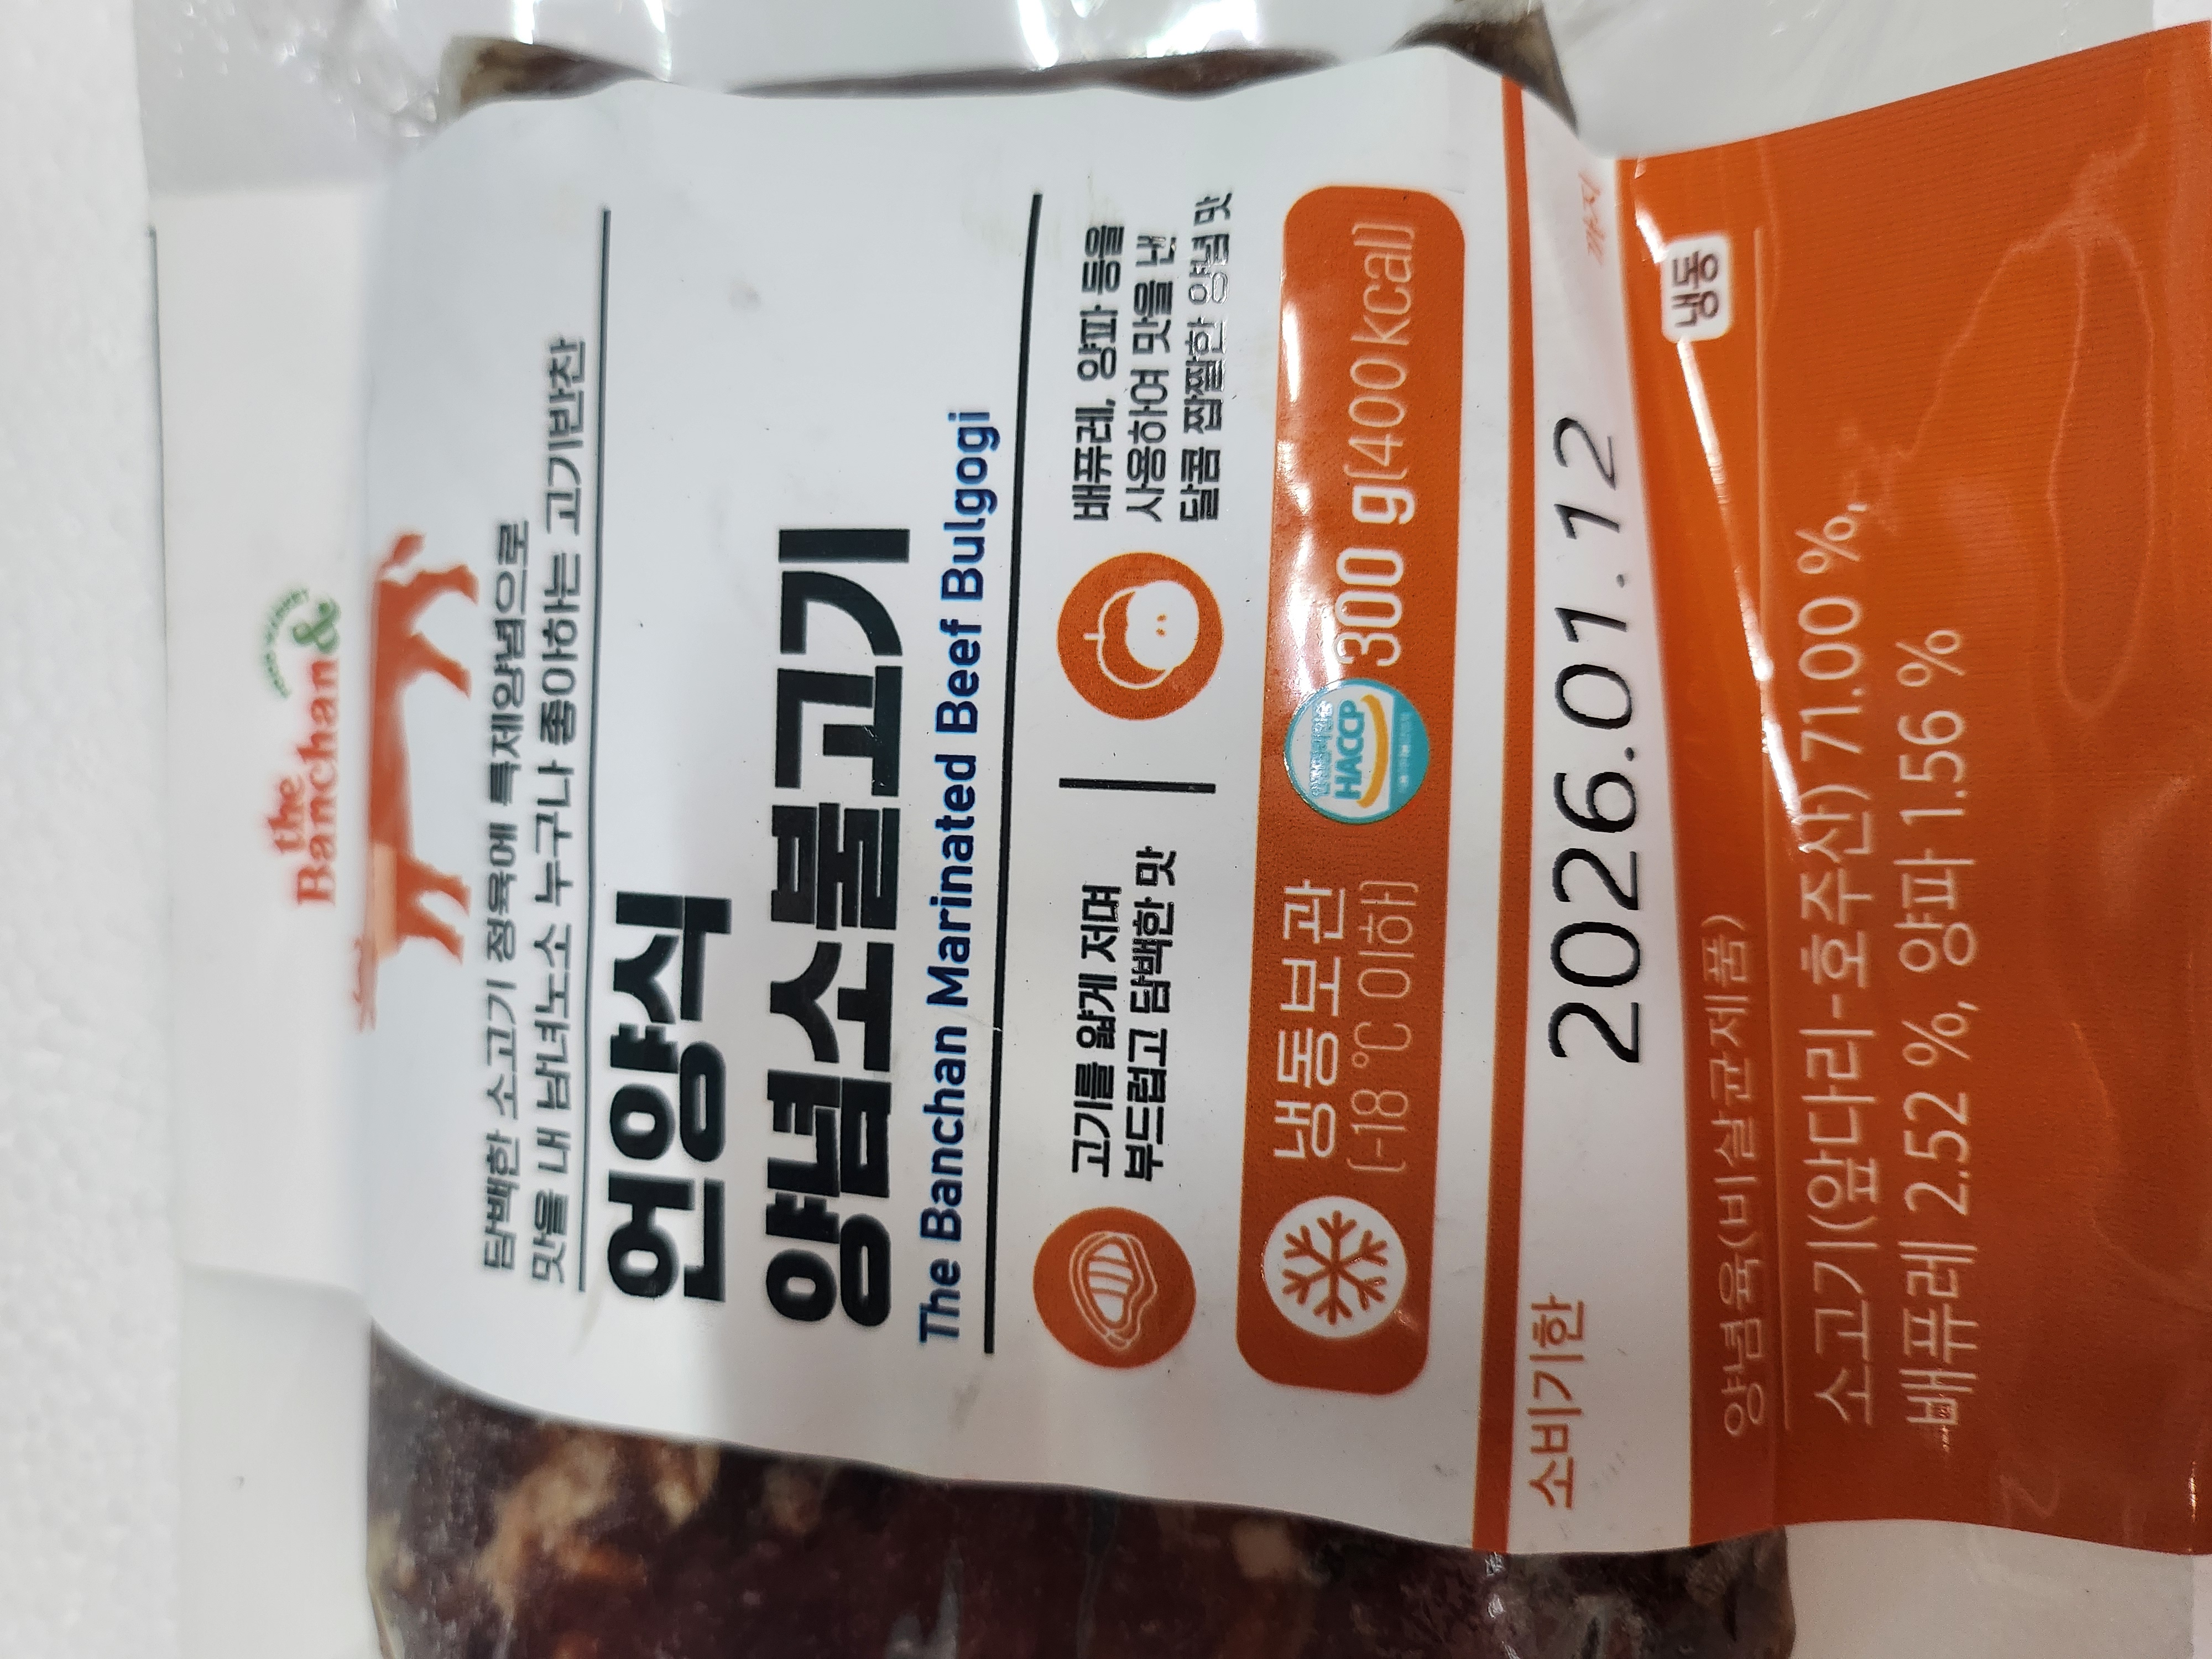 the
Banchan&
담백한 소고기 정육에 특제양념으로
맛을 내 남녀노소 누구나 좋아하는 고기반찬
언양식
양념소불고기
The Banchan Marinated Beef Bulgogi
고기를 얇게 저며
부드럽고 담백한 맛
배퓨레, 양파 등을
사용하여 맛을 낸
달콤 짭짤한 양념 맛
냉동보관
(-18 ℃ 이하)
HACCP
300 g(400 kcal)
소비기한
2026.01.12
까지
양념육(비살균제품)
냉동
소고기(앞다리-호주산) 71.00 %,
배퓨레 2.52 %, 양파 1.56 %